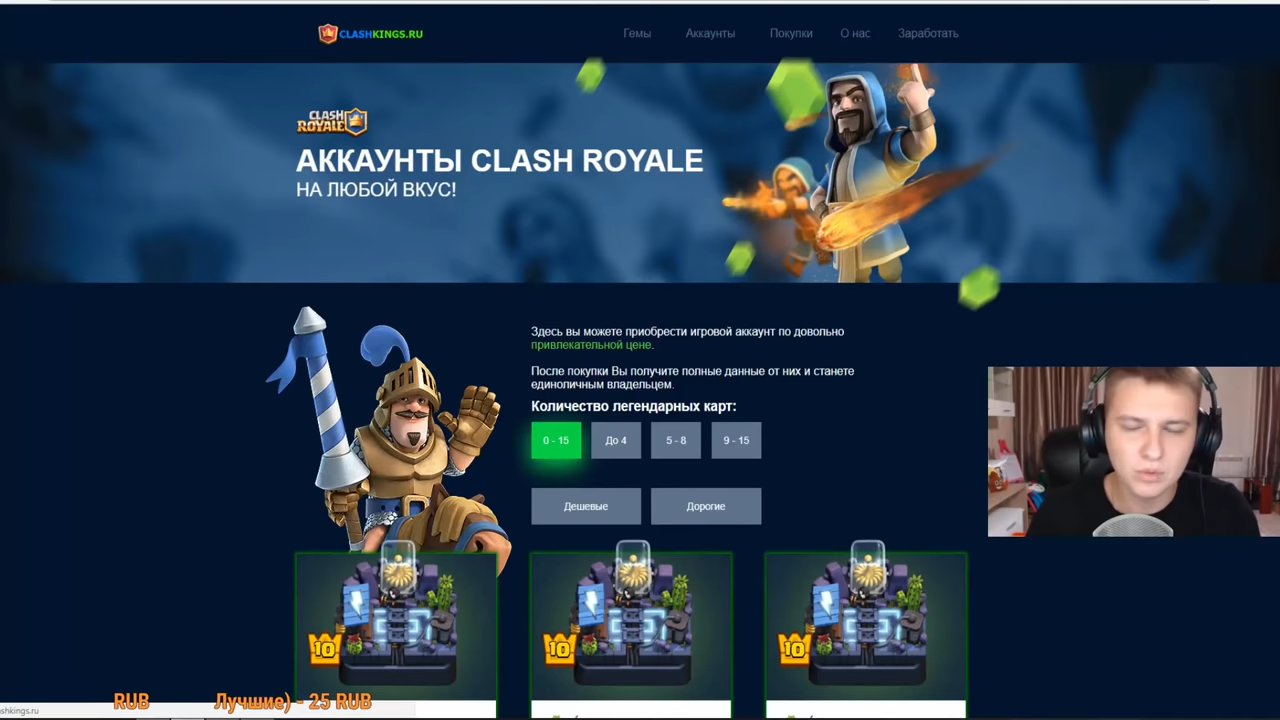 CLASHKINGS.RU
Гемы
Аккаунты
Покупки
О нас
Заработать
CLASH
ROYALE
АККАУНТЫ CLASH ROYALE
НА ЛЮБОЙ ВКУС!
Здесь вы можете приобрести игровой аккаунт по довольно
привлекательной цене.
После покупки Вы получите полные данные от них и станете
единоличным владельцем.
Количество легендарных карт:
0 - 15
До 4
5 - 8
9 - 15
Дешевые
Дорогие
10
10
10
RUB
Лучшие) - 25 RUB
ashkings.ru